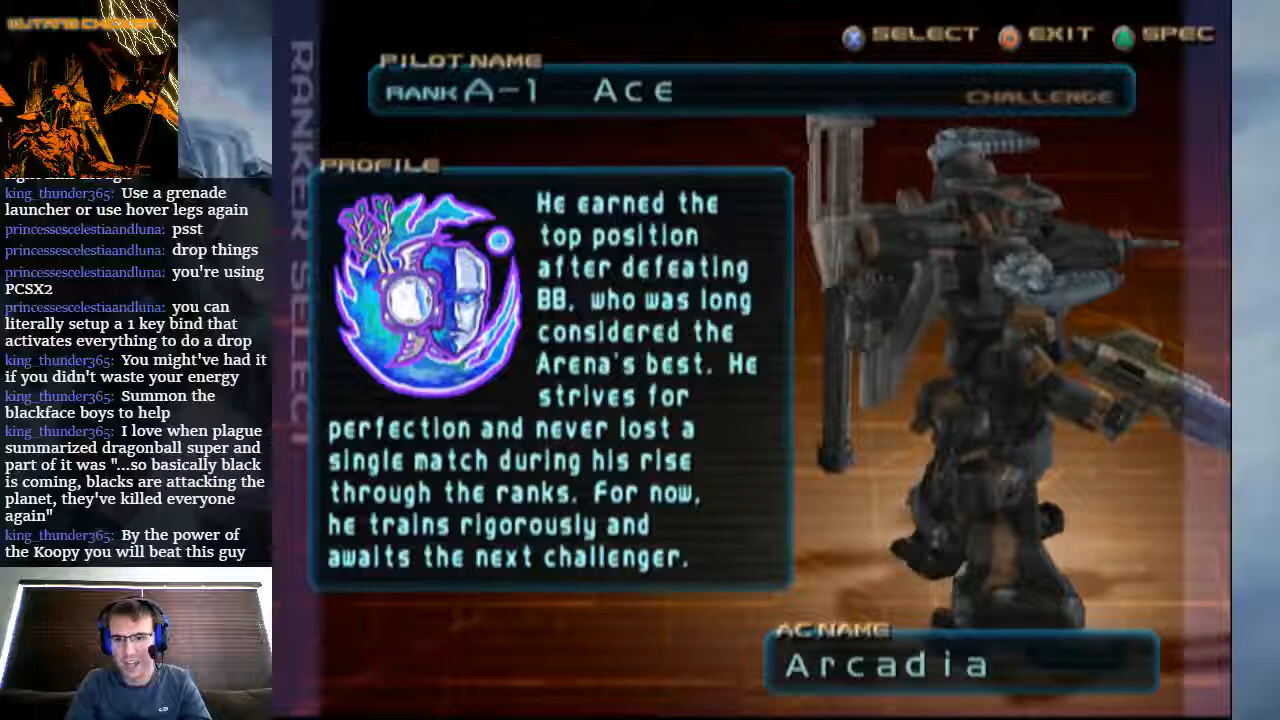 MUTANT CHICKEN
king_thunder365: Use a grenade
launcher or use hover legs again
princessescelestiaandluna: psst
princessescelestiaandluna: drop things
princessescelestiaandluna: you're using
PCSX2
princessescelestiaandluna: you can
literally setup a 1 key bind that
activates everything to do a drop
king_thunder365: You might've had it
if you didn't waste your energy
king_thunder365: Summon the
blackface boys to help
king_thunder365: I love when plague
summarized dragonball super and
part of it was "...so basically black
is coming, blacks are attacking the
planet, they've killed everyone
again"
king_thunder365: By the power of
the Koopy you will beat this guy
RANKER SELECT
SELECT EXIT SPEC
PILOT NAME
RANK A-1 Ace
CHALLENGE
PROFILE
He earned the
top position
after defeating
BB, who was long
considered the
Arena's best. He
strives for
perfection and never lost a
single match during his rise
through the ranks. For now,
he trains rigorously and
awaits the next challenger.
AC NAME
Arcadia